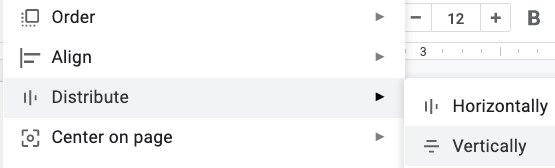 Order
12
B
Align
3
Distribute
Horizontally
Center on page
Vertically